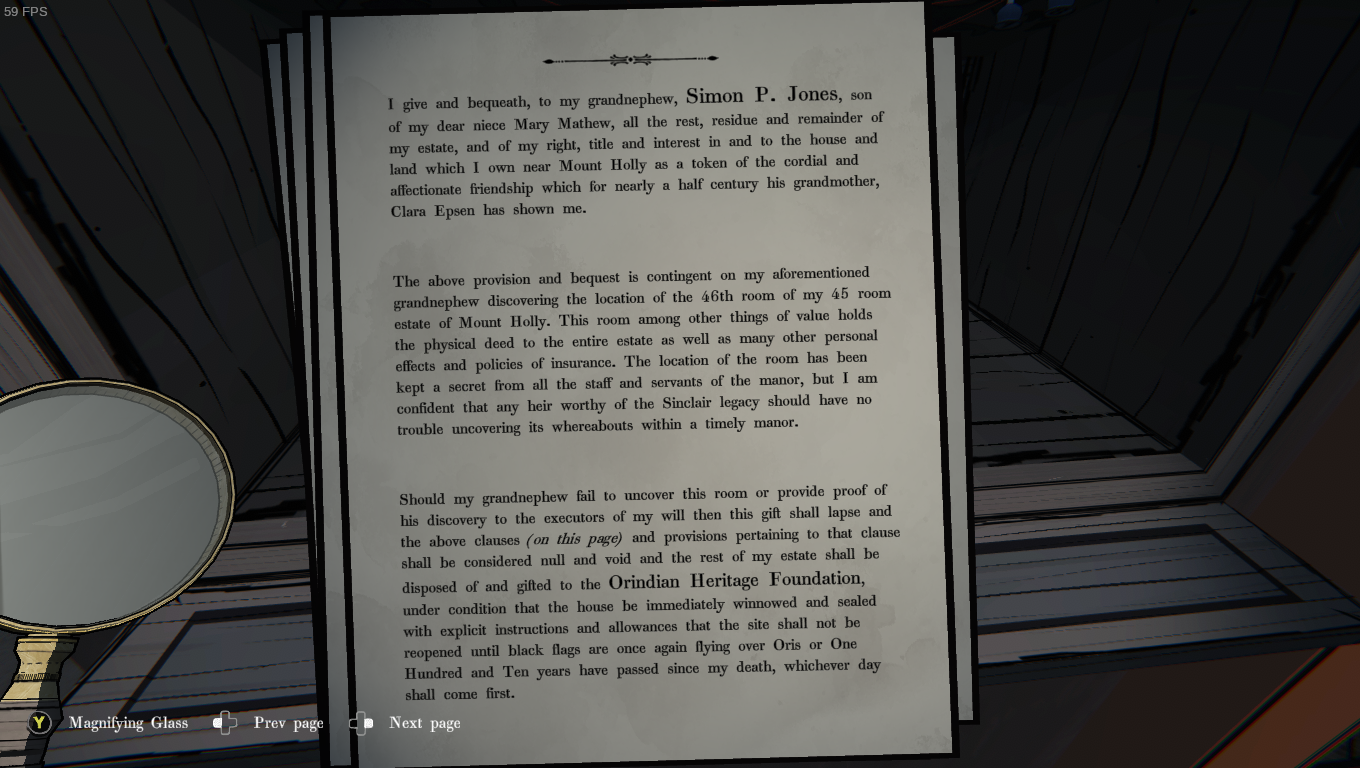 59 FPS
I give and bequeath, to my grandnephew, Simon P. Jones, son
of my dear niece Mary Mathew, all the rest, residue and remainder of
my estate, and of my right, title and interest in and to the house and
land which I own near Mount Holly as a token of the cordial and
affectionate friendship which for nearly a half century his grandmother,
Clara Epsen has shown me.
The above provision and bequest is contingent on my aforementioned
grandnephew discovering the location of the 46th room of my 45 room
estate of Mount Holly. This room among other things of value holds
the physical deed to the entire estate as well as many other personal
effects and policies of insurance. The location of the room has been
kept a secret from all the staff and servants of the manor, but I am
confident that any heir worthy of the Sinclair legacy should have no
trouble uncovering its whereabouts within a timely manor.
Should my grandnephew fail to uncover this room or provide proof of
his discovery to the executors of my will then this gift shall lapse and
the above clauses (on this page) and provisions pertaining to that clause
shall be considered null and void and the rest of my estate shall be
disposed of and gifted to the Orindian Heritage Foundation,
under condition that the house be immediately winnowed and sealed
with explicit instructions and allowances that the site shall not be
reopened until black flags are once again flying over Oris or One
Hundred and Ten years have passed since my death, whichever day
shall come first.
Y Magnifying Glass Prev page Next page